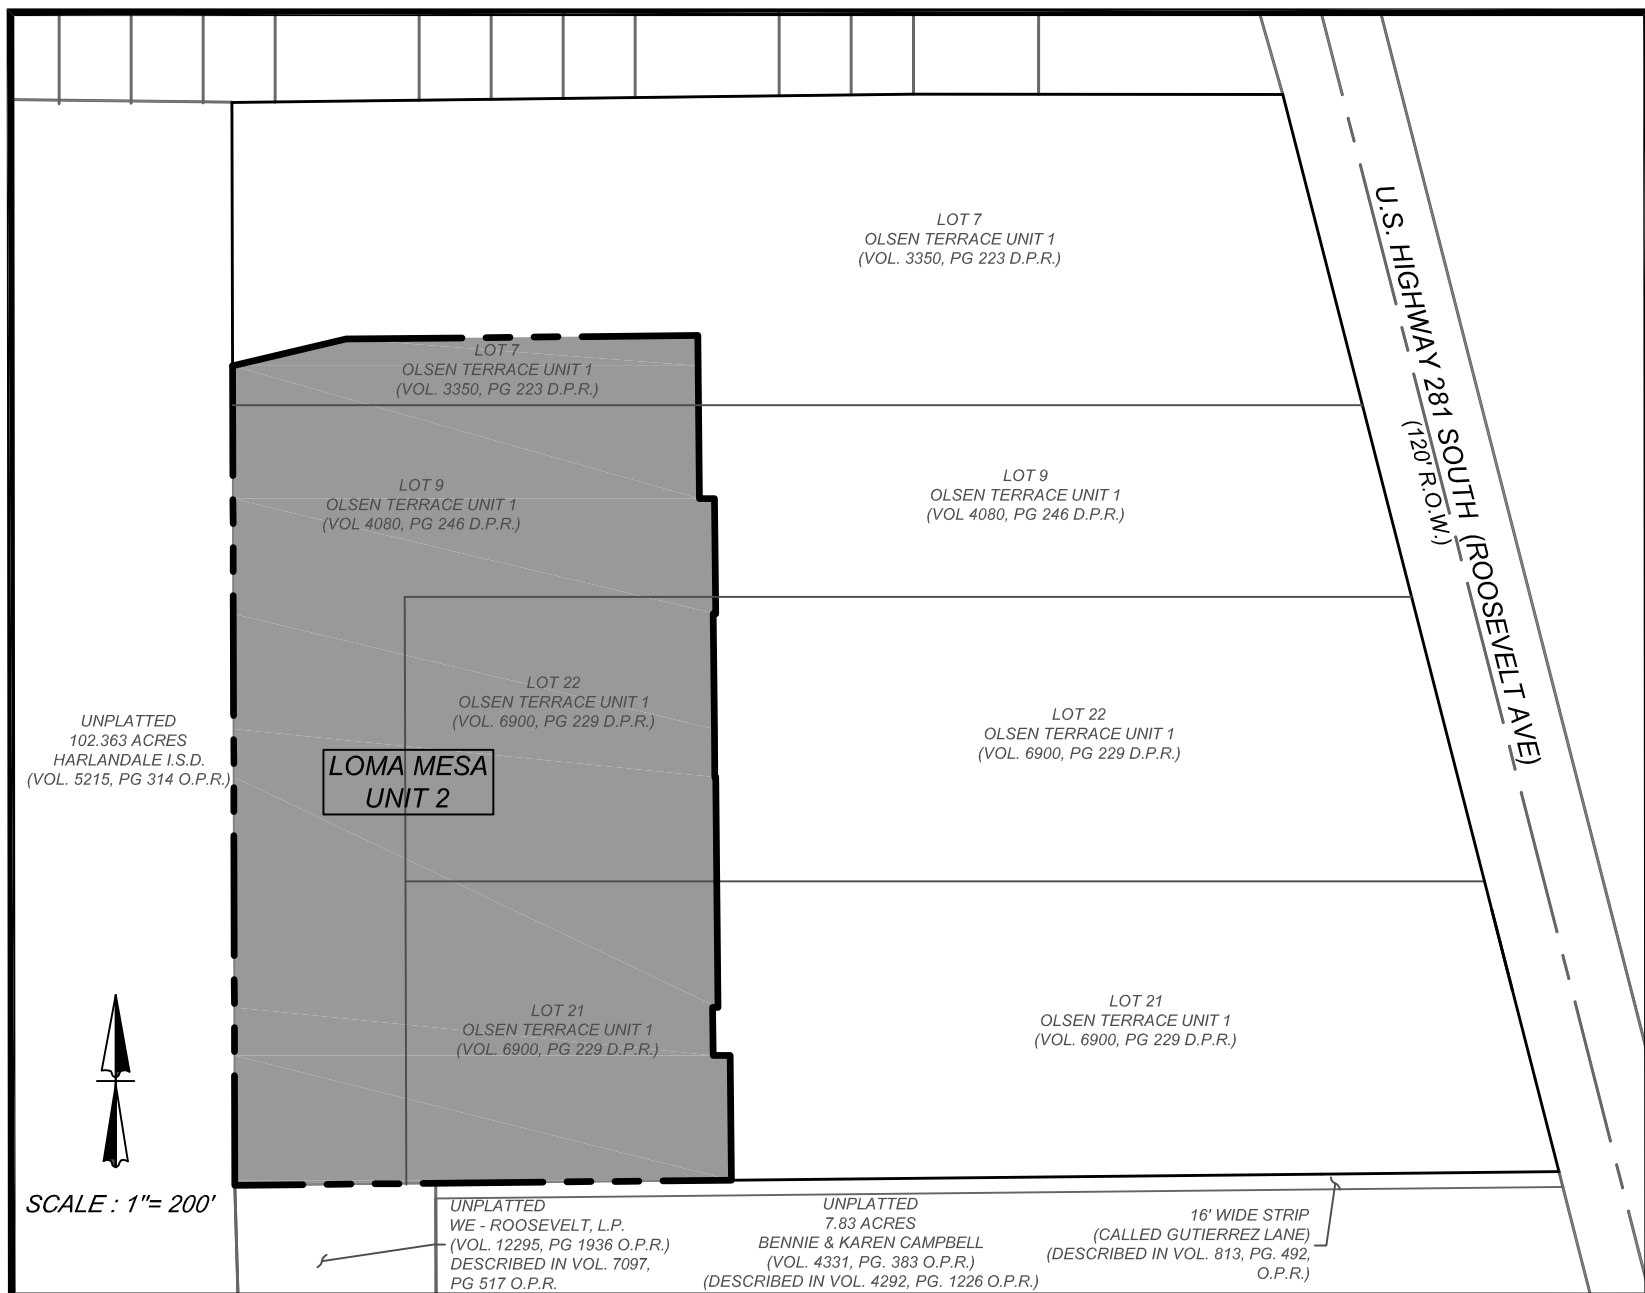 LOT 7
OLSEN TERRACE UNIT 1
(VOL. 3350, PG 223 D.P.R.)
U.S. HIGHWAY 281 SOUTH (ROOSEVELT AVE)
(120' R.O.W.)
LOT 7
OLSEN TERRACE UNIT 1
(VOL. 3350, PG 223 D.P.R.)
LOT 9
OLSEN TERRACE UNIT 1
(VOL 4080, PG 246 D.P.R.)
LOT 9
OLSEN TERRACE UNIT 1
(VOL 4080, PG 246 D.P.R.)
LOT 22
OLSEN TERRACE UNIT 1
(VOL. 6900, PG 229 D.P.R.)
LOT 22
OLSEN TERRACE UNIT 1
(VOL. 6900, PG 229 D.P.R.)
UNPLATTED
102.363 ACRES
HARLANDALE I.S.D.
(VOL. 5215, PG 314 O.P.R.)
LOMA MESA
UNIT 2
LOT 21
OLSEN TERRACE UNIT 1
(VOL. 6900, PG 229 D.P.R.)
LOT 21
OLSEN TERRACE UNIT 1
(VOL. 6900, PG 229 D.P.R.)
SCALE : 1"= 200'
UNPLATTED
WE - ROOSEVELT, L.P.
(VOL. 12295, PG 1936 O.P.R.)
DESCRIBED IN VOL. 7097,
PG 517 O.P.R.
UNPLATTED
7.83 ACRES
BENNIE & KAREN CAMPBELL
(VOL. 4331, PG. 383 O.P.R.)
(DESCRIBED IN VOL. 4292, PG. 1226 O.P.R.)
16' WIDE STRIP
(CALLED GUTIERREZ LANE)
(DESCRIBED IN VOL. 813, PG. 492,
O.P.R.)